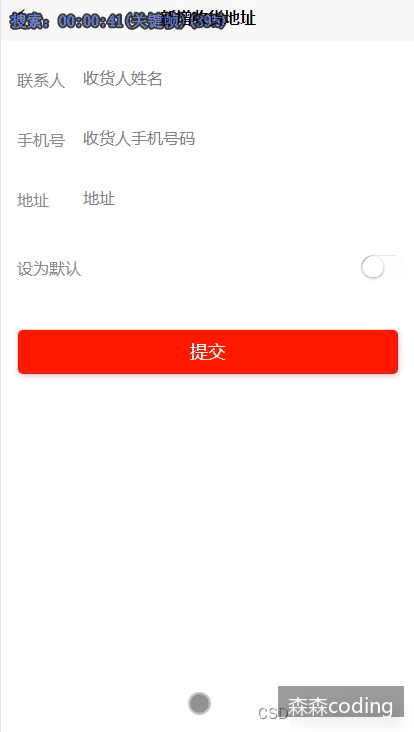 搜索: 00:00:41(关键帧)(39%)
新增收货地址
联系人 收货人姓名
手机号 收货人手机号码
地址 地址
设为默认
提交
CSD
森森coding